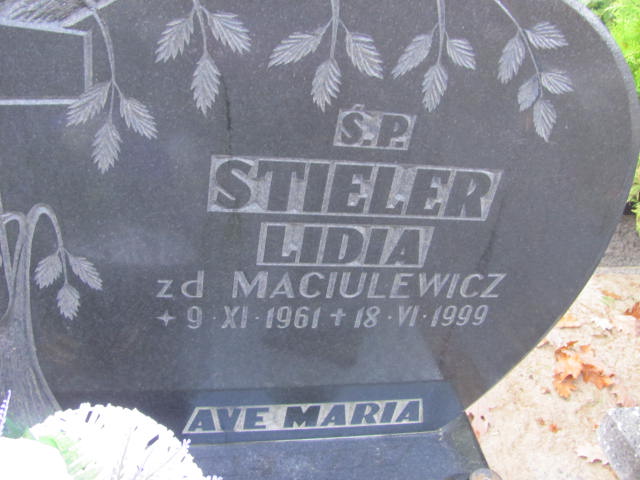 Ś.P.
STIELER
LIDIA
zd MACIULEWICZ
✦ 9 · XI · 1961 ✝ 18 · VI · 1999
AVE MARIA